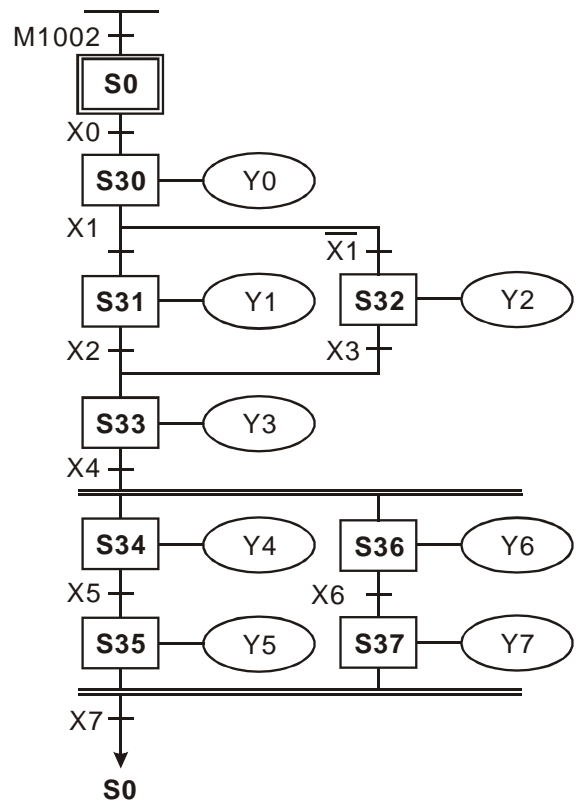 M1002
S0
X0
S30 Y0
X1 X̅1̅
S31 Y1 S32 Y2
X2 X3
S33 Y3
X4
S34 Y4 S36 Y6
X5 X6
S35 Y5 S37 Y7
X7
S0